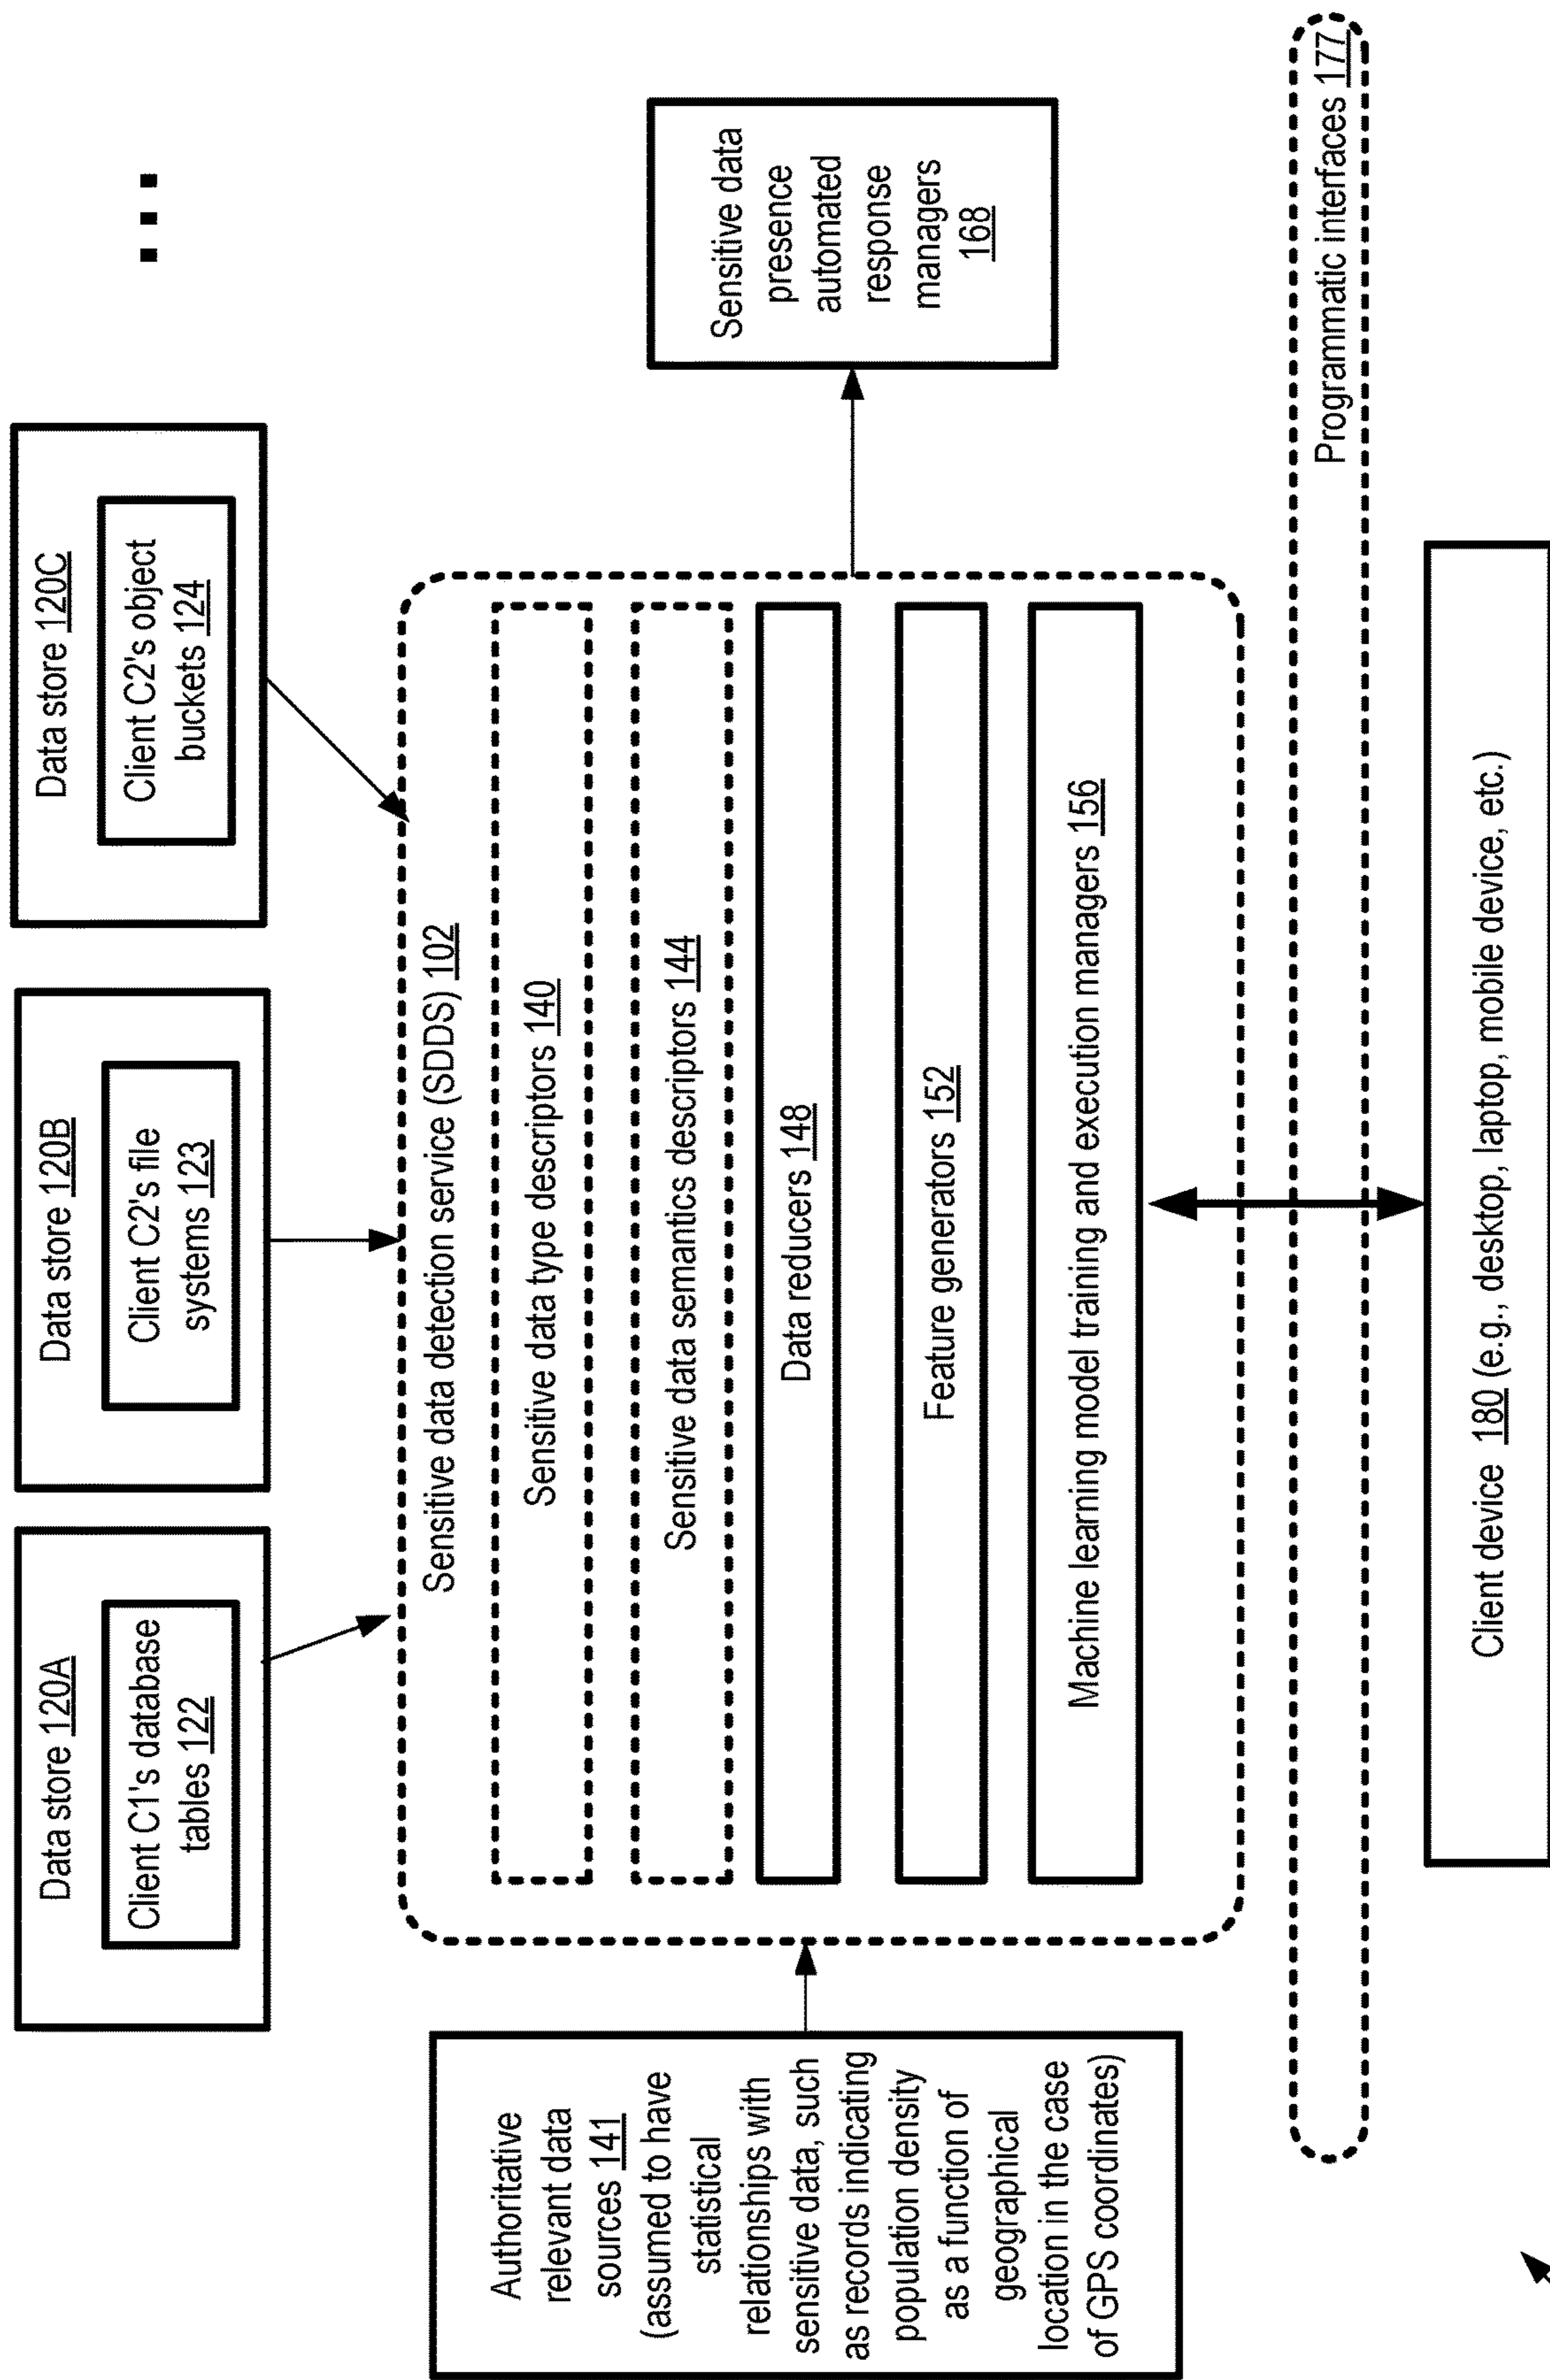 Data store 120A
Client C1's database
tables 122
Data store 120B
Client C2's file
systems 123
Data store 120C
Client C2's object
buckets 124
Sensitive data detection service (SDDS) 102
Sensitive data type descriptors 140
Sensitive data semantics descriptors 144
Data reducers 148
Feature generators 152
Machine learning model training and execution managers 156
Authoritative
relevant data
sources 141
(assumed to have
statistical
relationships with
sensitive data, such
as records indicating
population density
as a function of
geographical
location in the case
of GPS coordinates)
Sensitive data
presence
automated
response
managers
168
Programmatic interfaces 177
Client device 180 (e.g., desktop, laptop, mobile device, etc.)